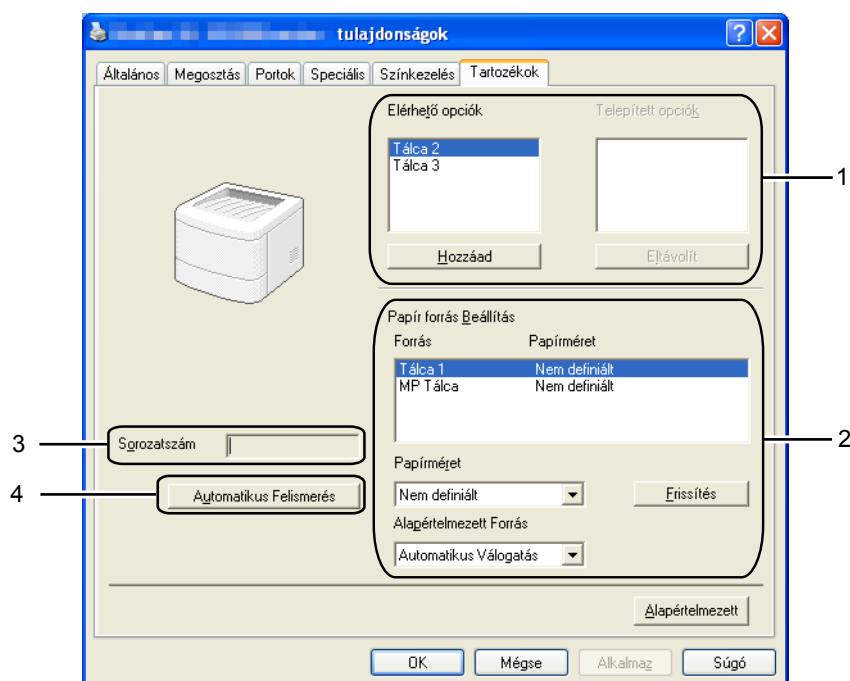 tulajdonságok
Általános Megosztás Portok Speciális Színkezelés Tartozékok
Elérhető opciók
Telepített opciók
Tálca 2
Tálca 3
1
Hozzáad
Eltávolít
Papír forrás Beállítás
Forrás Papírméret
Tálca 1 Nem definiált
MP Tálca Nem definiált
2
3
Sorozatszám
4
Automatikus Felismerés
Papírméret
Nem definiált
Frissítés
Alapértelmezett Forrás
Automatikus Válogatás
Alapértelmezett
OK Mégse Alkalmaz Súgó